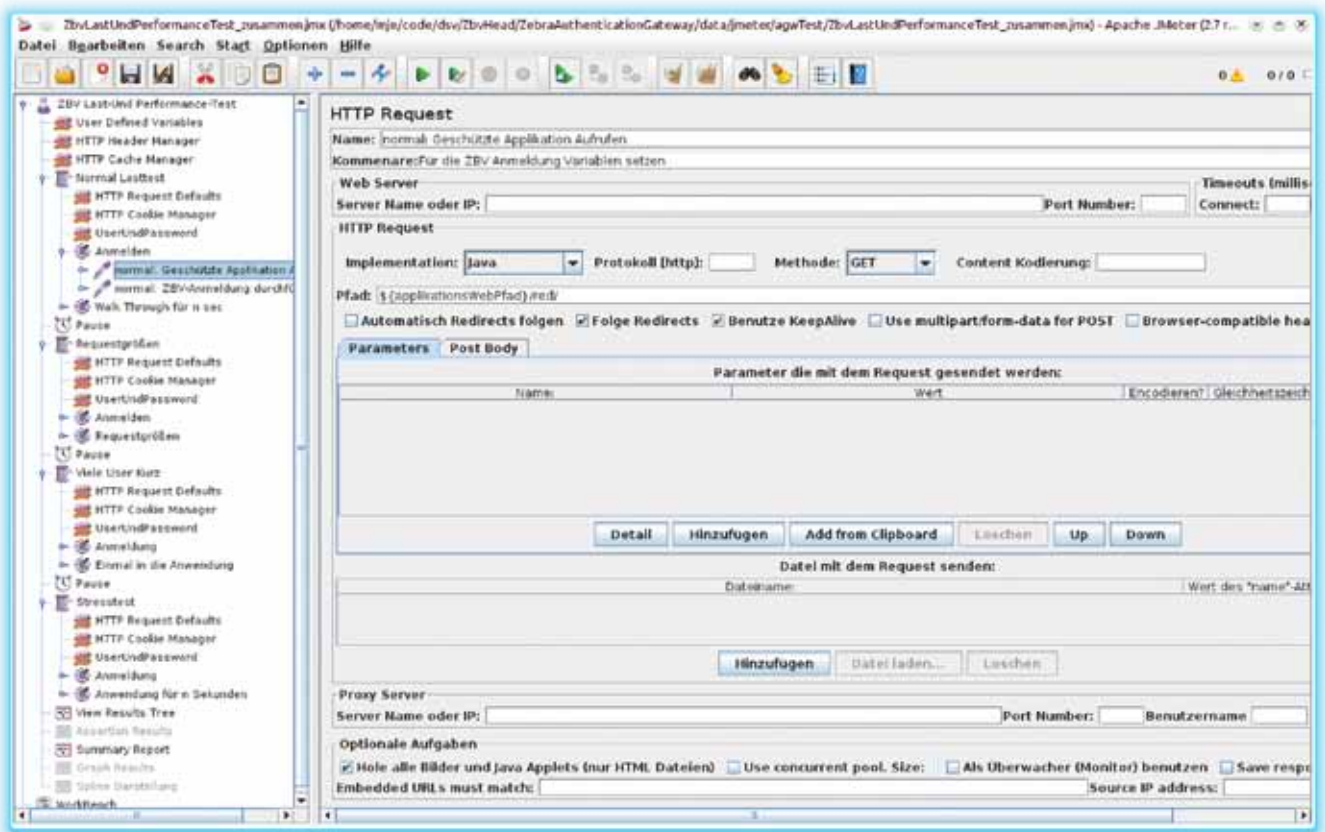 ZbvLastUndPerformanceTest_zusammen.jmx (/home/mje/code/dsv/ZbvHead/ZebraAuthenticationGateway/data/jmeter/agwTest/ZbvLastUndPerformanceTest_zusammen.jmx) - Apache JMeter (2.7 r...
Datei Bearbeiten Search Start Optionen Hilfe
0 0 / 0
ZBV Last-Und Performance-Test
User Defined Variables
HTTP Header Manager
HTTP Cache Manager
Normal Lasttest
HTTP Request Defaults
HTTP Cookie Manager
UserUndPassword
Anmelden
normal: Geschützte Applikation A
normal: ZBV-Anmeldung durchfü
Walk Through für n sec
Pause
Requestgrößen
HTTP Request Defaults
HTTP Cookie Manager
UserUndPassword
Anmelden
Requestgrößen
Pause
Viele User Kurz
HTTP Request Defaults
HTTP Cookie Manager
UserUndPassword
Anmeldung
Einmal in die Anwendung
Pause
Stresstest
HTTP Request Defaults
HTTP Cookie Manager
UserUndPassword
Anmeldung
Anwendung für n Sekunden
View Results Tree
Assertion Results
Summary Report
Graph Results
Spline Darstellung
WorkBench
HTTP Request
Name: normal: Geschützte Applikation Aufrufen
Kommenare: Für die ZBV Anmeldung Variablen setzen
Web Server Timeouts (millis
Server Name oder IP: Port Number: Connect:
HTTP Request
Implementation: Java Protokoll [http]: Methode: GET Content Kodierung:
Pfad: ${applikationsWebPfad}/red/
Automatisch Redirects folgen Folge Redirects Benutze KeepAlive Use multipart/form-data for POST Browser-compatible hea
Parameters Post Body
Parameter die mit dem Request gesendet werden:
Name: Wert Encodieren? Gleichheitszeich
Detail Hinzufügen Add from Clipboard Löschen Up Down
Datei mit dem Request senden:
Dateiname: Wert des "name"-Att
Hinzufügen Datei laden... Löschen
Proxy Server
Server Name oder IP: Port Number: Benutzername
Optionale Aufgaben
Hole alle Bilder und Java Applets (nur HTML Dateien) Use concurrent pool. Size: Als Überwacher (Monitor) benutzen Save respo
Embedded URLs must match: Source IP address: